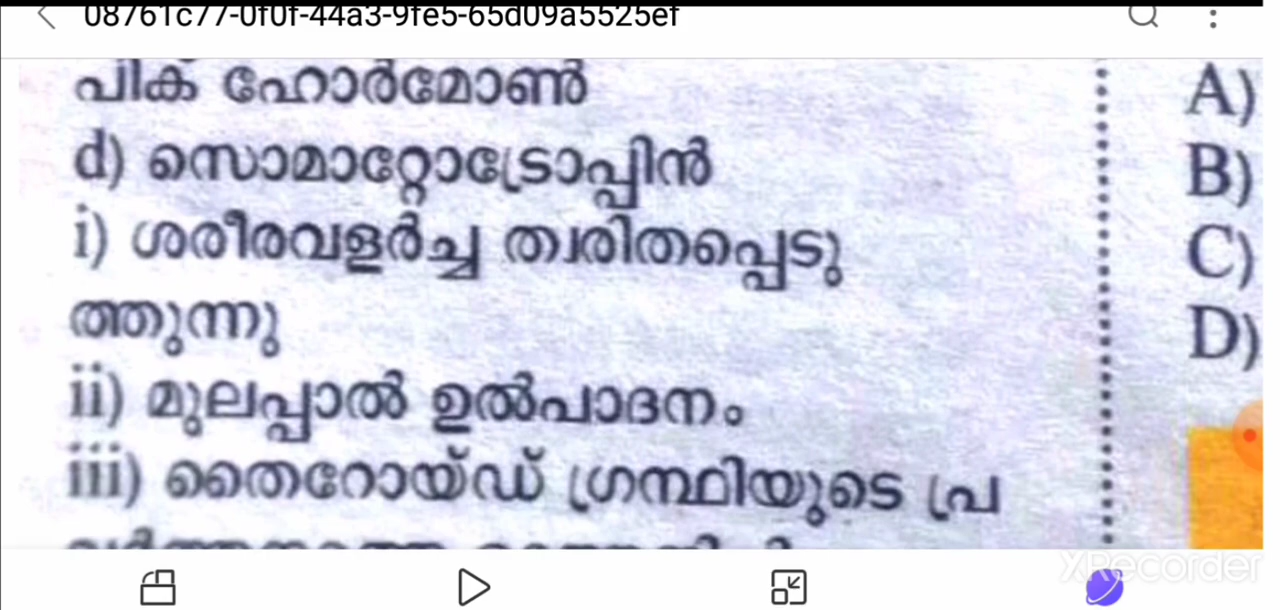 08761c77-0f0f-44a3-9fe5-65d09a5525ef
പിക് ഹോർമോൺ
d) സൊമാറ്റോട്രോപ്പിൻ
i) ശരീരവളർച്ച ത്വരിതപ്പെടു
ത്തുന്നു
ii) മുലപ്പാൽ ഉൽപാദനം
iii) തൈറോയ്ഡ് ഗ്രന്ഥിയുടെ പ്ര
A)
B)
C)
D)
XRecorder